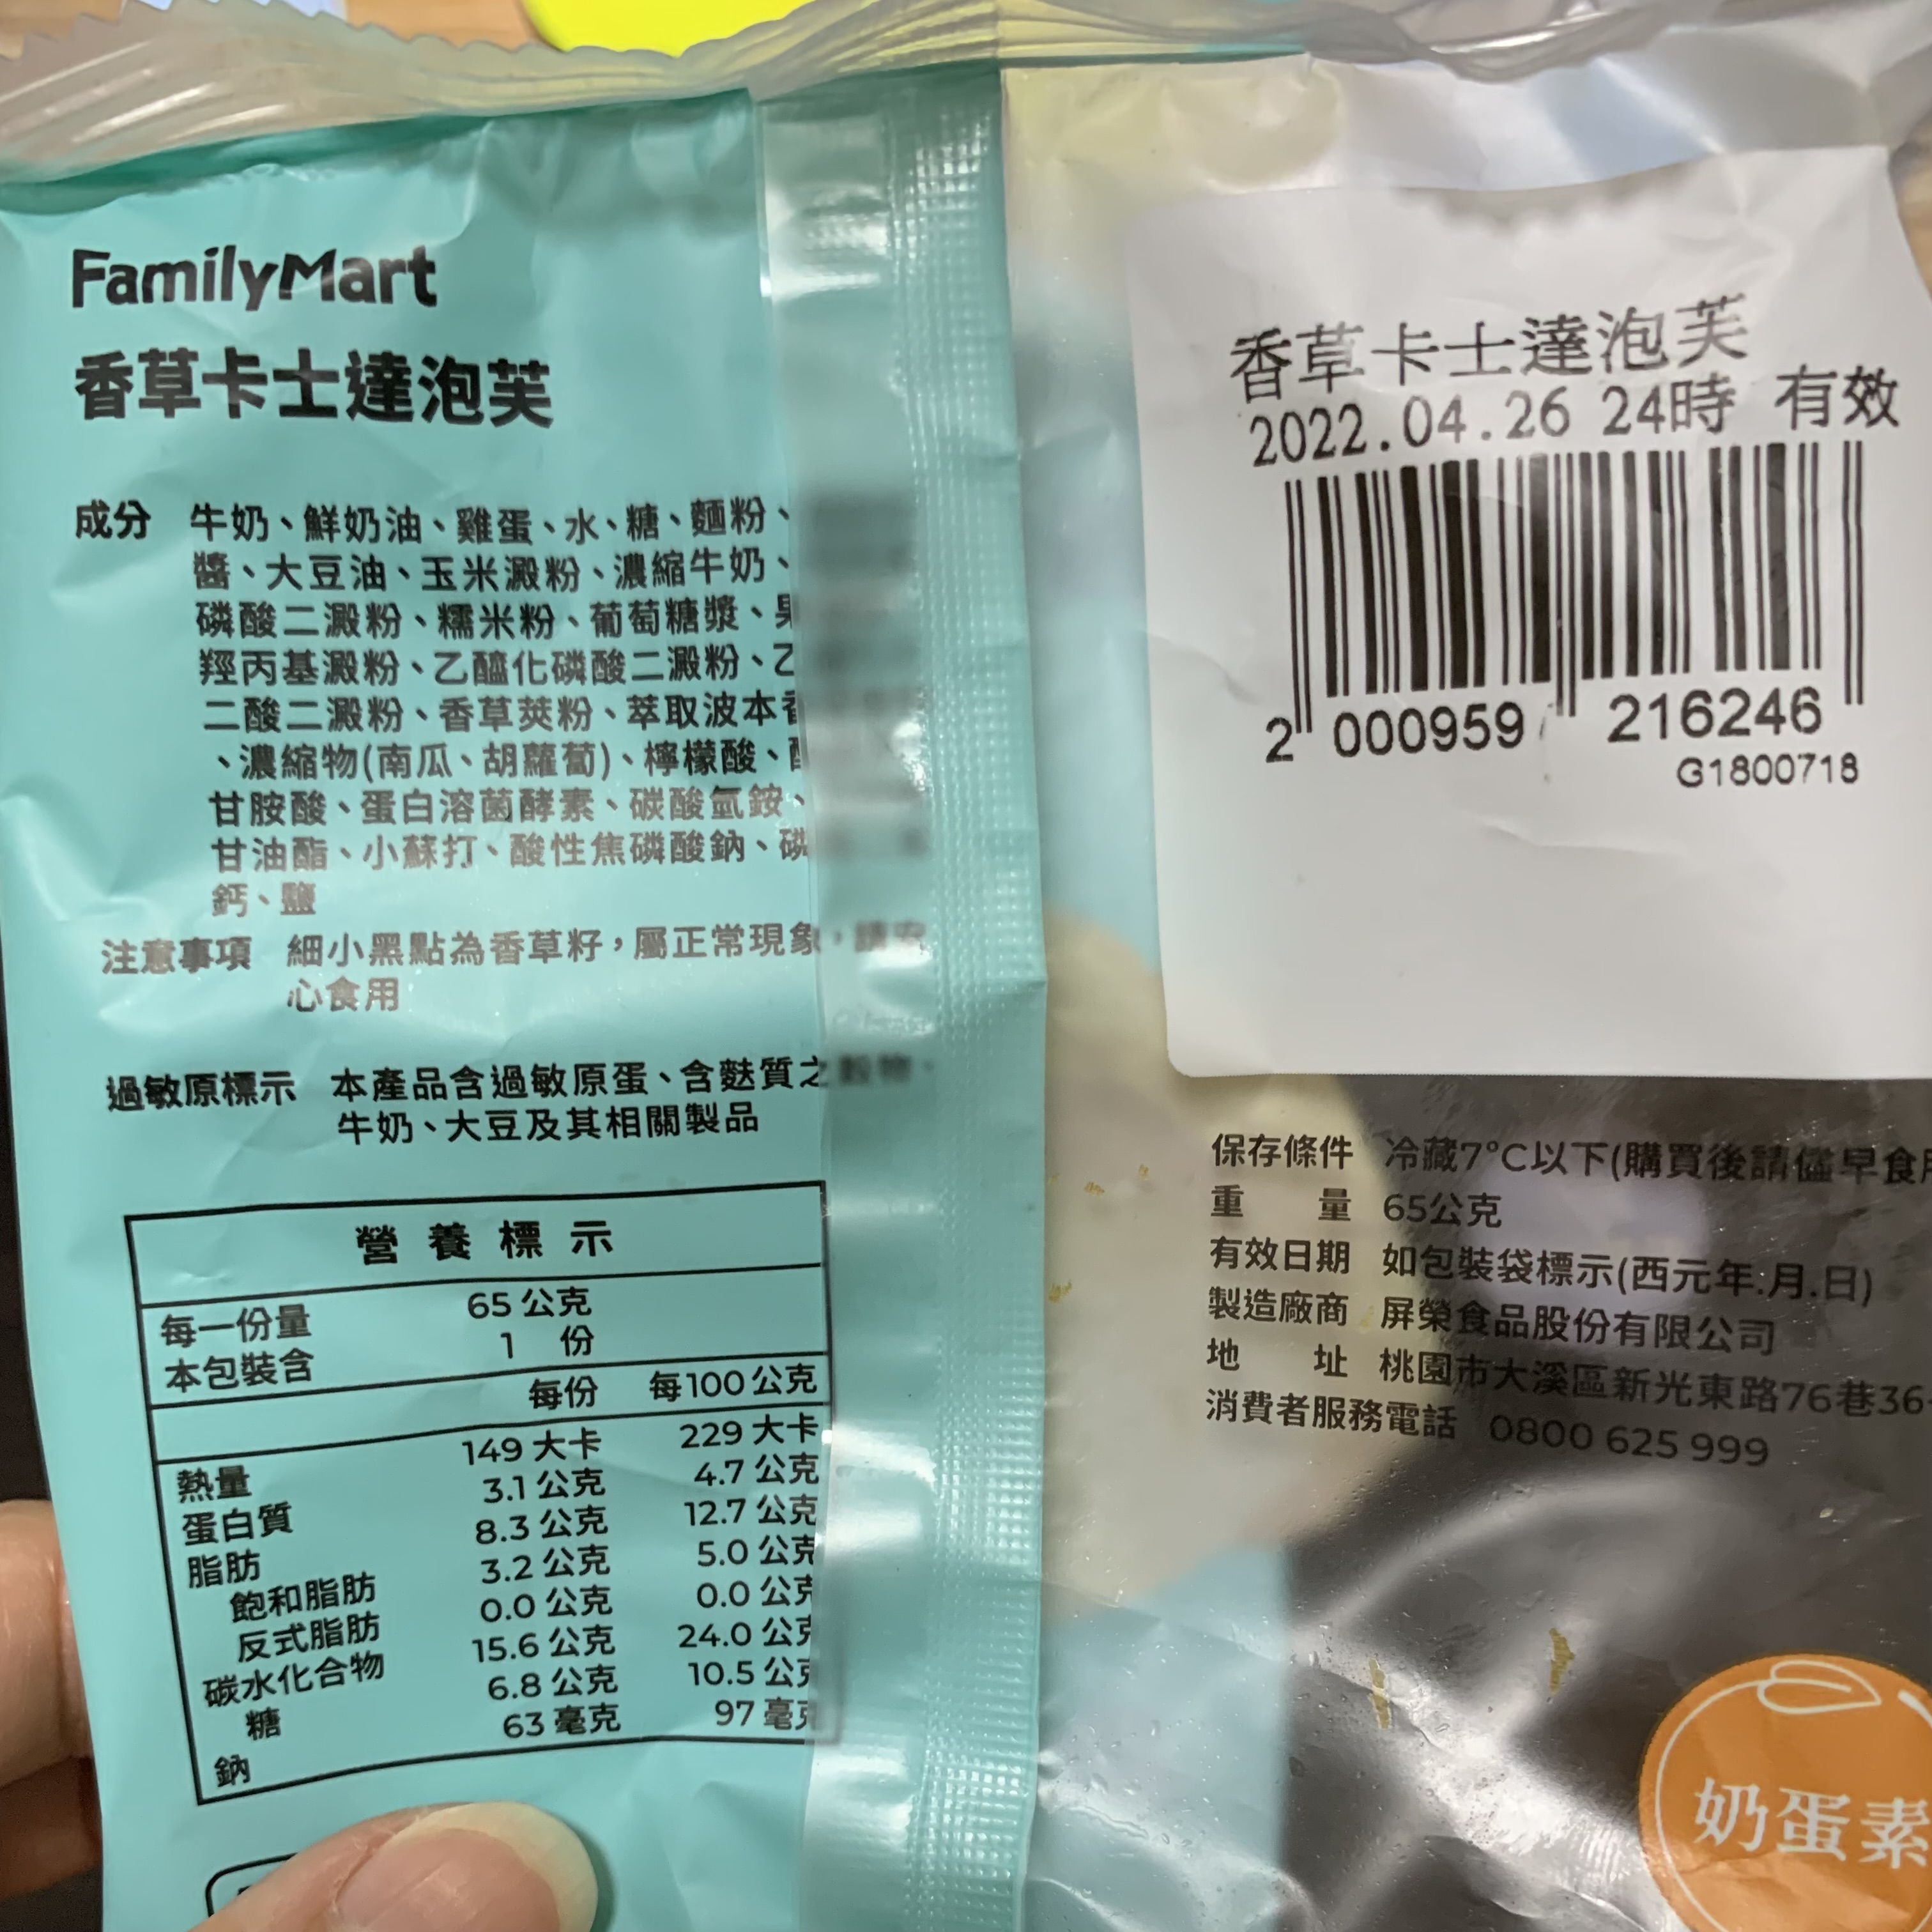 FamilyMart
香草卡士達泡芙
成分 牛奶、鮮奶油、雞蛋、水、糖、麵粉、
醬、大豆油、玉米澱粉、濃縮牛奶、
磷酸二澱粉、糯米粉、葡萄糖漿、果
羥丙基澱粉、乙醯化磷酸二澱粉、乙
二酸二澱粉、香草莢粉、萃取波本香
、濃縮物(南瓜、胡蘿蔔)、檸檬酸、
甘胺酸、蛋白溶菌酵素、碳酸氫銨、
甘油酯、小蘇打、酸性焦磷酸鈉、磷
鈣、鹽
注意事項 細小黑點為香草籽，屬正常現象，請安
心食用
過敏原標示 本產品含過敏原蛋、含麩質之穀物、
牛奶、大豆及其相關製品
營養標示
每一份量 65 公克
本包裝含 1 份
每份 每100公克
熱量 149 大卡 229 大卡
蛋白質 3.1 公克 4.7 公克
脂肪 8.3 公克 12.7 公克
飽和脂肪 3.2 公克 5.0 公克
反式脂肪 0.0 公克 0.0 公克
碳水化合物 15.6 公克 24.0 公克
糖 6.8 公克 10.5 公克
鈉 63 毫克 97 毫克
香草卡士達泡芙
2022.04.26 24時 有效
2 000959 216246
G1800718
保存條件 冷藏7°C以下(購買後請儘早食用
重量 65公克
有效日期 如包裝袋標示(西元年.月.日)
製造廠商 屏榮食品股份有限公司
地址 桃園市大溪區新光東路76巷36
消費者服務電話 0800 625 999
奶蛋素